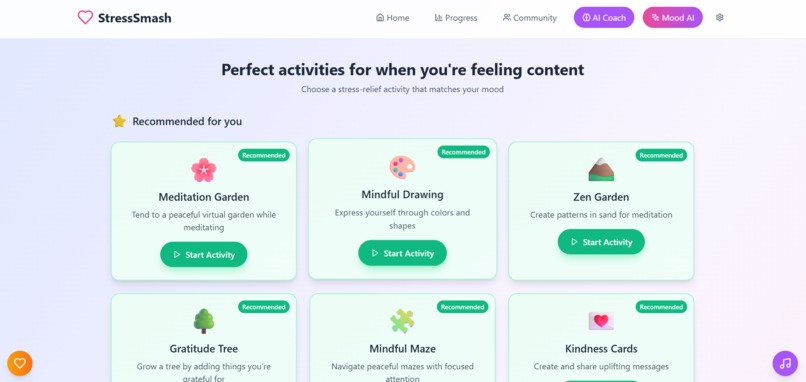 StressSmash
Home
Progress
Community
AI Coach
Mood AI
Perfect activities for when you're feeling content
Choose a stress-relief activity that matches your mood
Recommended for you
Recommended
Meditation Garden
Tend to a peaceful virtual garden while
meditating
Start Activity
Recommended
Mindful Drawing
Express yourself through colors and
shapes
Start Activity
Recommended
Zen Garden
Create patterns in sand for meditation
Start Activity
Recommended
Gratitude Tree
Grow a tree by adding things you're
grateful for
Recommended
Mindful Maze
Navigate peaceful mazes with focused
attention
Recommended
Kindness Cards
Create and share uplifting messages